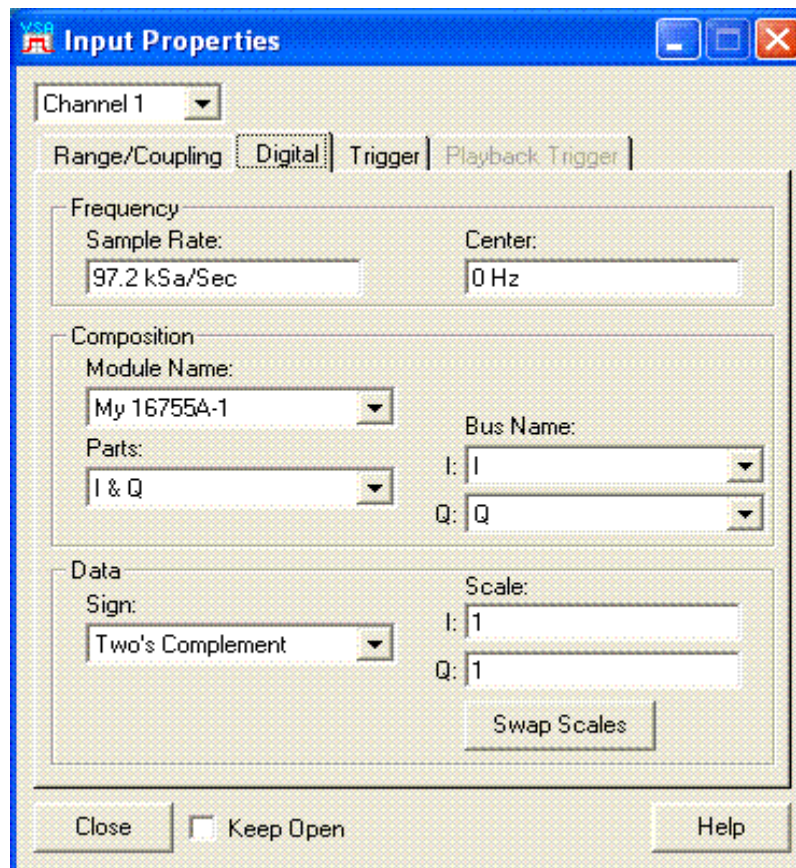 VSA
Input Properties
Channel 1
Range/Coupling Digital Trigger Playback Trigger
Frequency
Sample Rate: Center:
97.2 kSa/Sec 0 Hz
Composition
Module Name:
My 16755A-1
Bus Name:
Parts:
I: I
I & Q
Q: Q
Data
Sign: Scale:
I: 1
Two's Complement
Q: 1
Swap Scales
Close Keep Open Help